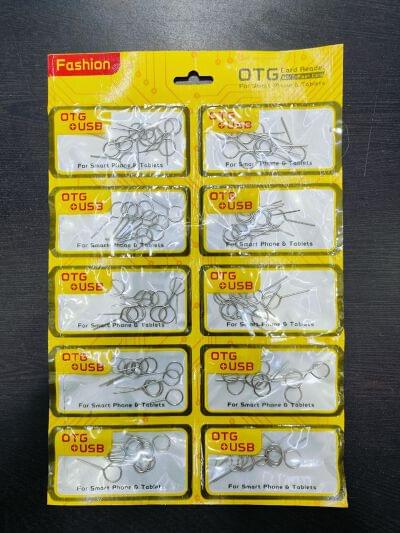 Fashion
OTG Card Reader
For Smart Phone & Tablets
OTG
+USB
For Smart Phone & Tablets
OTG
+USB
For Smart Phone & Tablets
OTG
+USB
For Smart Phone & Tablets
OTG
+USB
For Smart Phone & Tablets
OTG
+USB
For Smart Phone & Tablets
OTG
+USB
For Smart Phone & Tablets
OTG
+USB
For Smart Phone & Tablets
OTG
+USB
For Smart Phone & Tablets
OTG
+USB
For Smart Phone & Tablets
OTG
+USB
For Smart Phone & Tablets